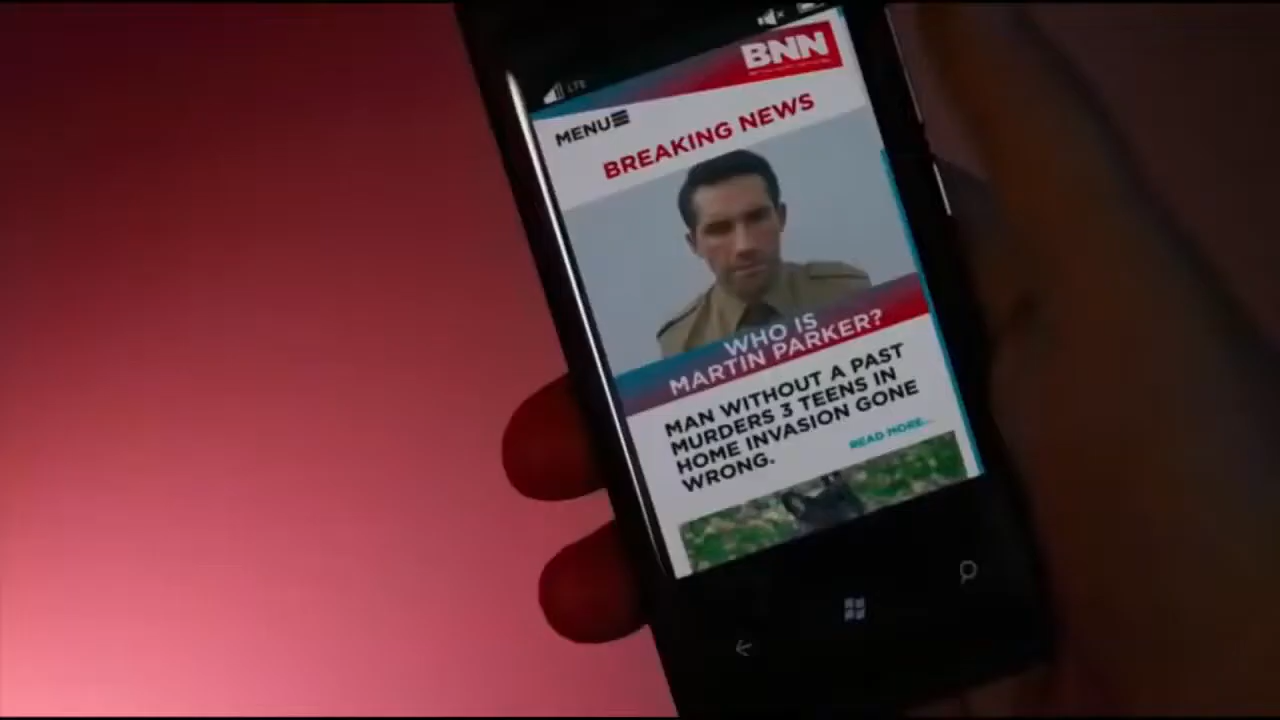 LTE
BNN
MENU
BREAKING NEWS
WHO IS
MARTIN PARKER?
MAN WITHOUT A PAST
MURDERS 3 TEENS IN
HOME INVASION GONE
WRONG.
READ MORE...